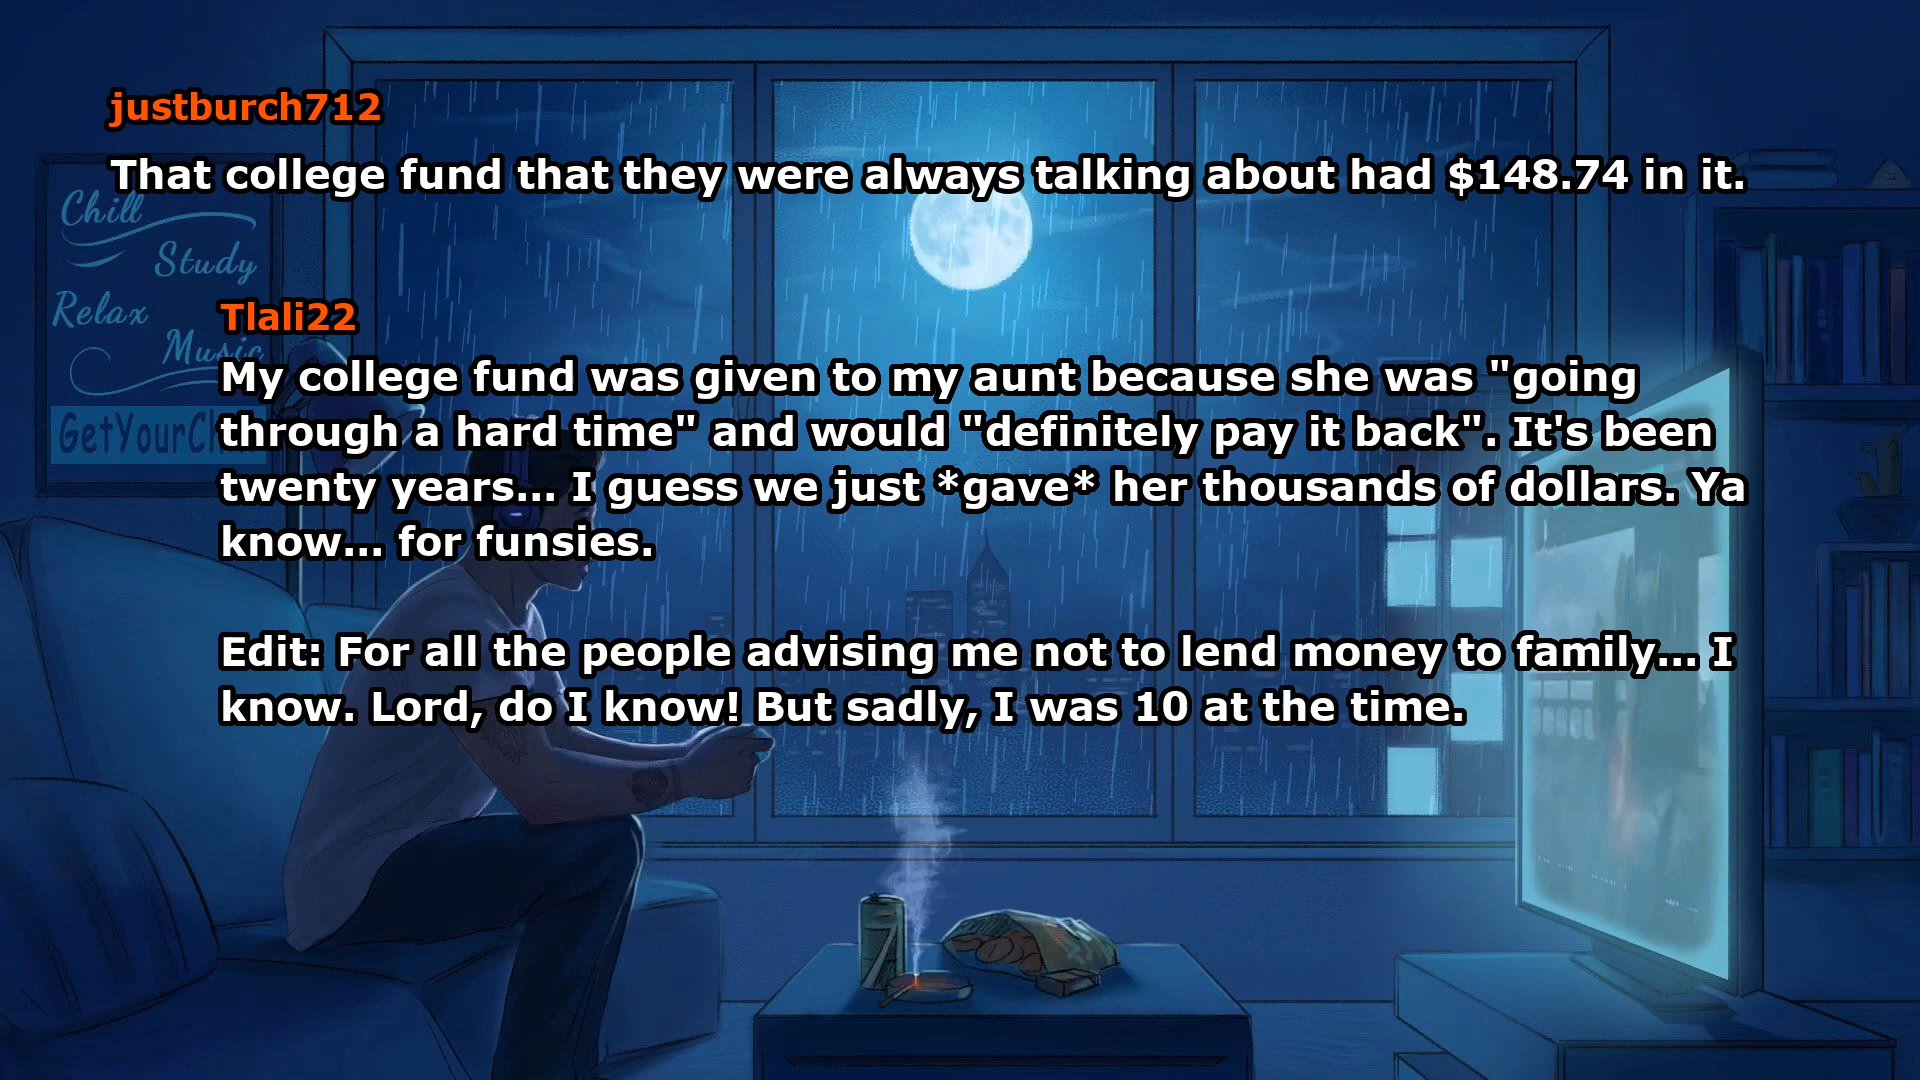 justburch712
That college fund that they were always talking about had $148.74 in it.
Chill
Study
Relax
Music
Tlali22
My college fund was given to my aunt because she was "going
through a hard time" and would "definitely pay it back". It's been
twenty years... I guess we just *gave* her thousands of dollars. Ya
know... for funsies.
Edit: For all the people advising me not to lend money to family... I
know. Lord, do I know! But sadly, I was 10 at the time.